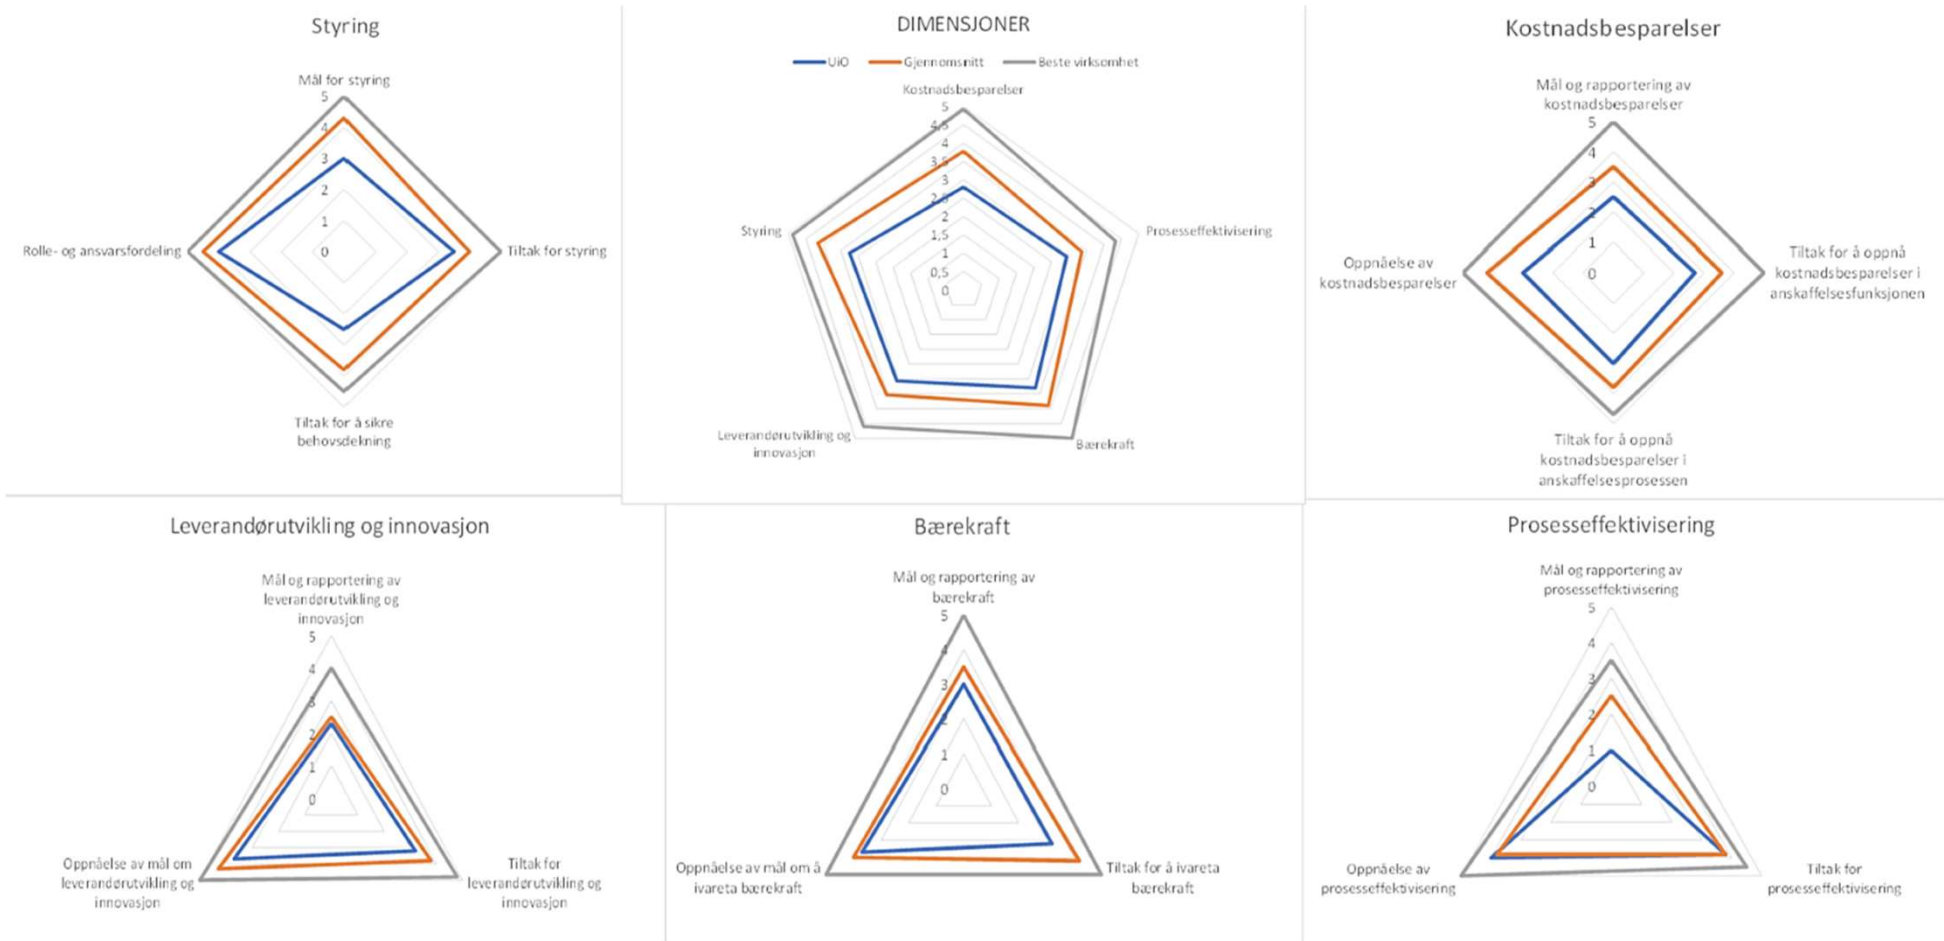 Styring
Mål for styring
5
4
3
2
1
0
Rolle- og ansvarsfordeling
Tiltak for styring
Tiltak for å sikre
behovsdekning
DIMENSJONER
UiO Gjennomsnitt Beste virksomhet
Kostnadsbesparelser
5
4,5
4
3,5
3
2,5
2
1,5
1
0,5
0
Styring
Prosesseffektivisering
Leverandørutvikling og
innovasjon
Bærekraft
Kostnadsbesparelser
Mål og rapportering av
kostnadsbesparelser
5
4
3
2
1
0
Oppnåelse av
kostnadsbesparelser
Tiltak for å oppnå
kostnadsbesparelser i
anskaffelsesfunksjonen
Tiltak for å oppnå
kostnadsbesparelser i
anskaffelsesprosessen
Leverandørutvikling og innovasjon
Mål og rapportering av
leverandørutvikling og
innovasjon
5
4
3
2
1
0
Oppnåelse av mål om
leverandørutvikling og
innovasjon
Tiltak for
leverandørutvikling og
innovasjon
Bærekraft
Mål og rapportering av
bærekraft
5
4
3
2
1
0
Oppnåelse av mål om å
ivareta bærekraft
Tiltak for å ivareta
bærekraft
Prosesseffektivisering
Mål og rapportering av
prosesseffektivisering
5
4
3
2
1
0
Oppnåelse av
prosesseffektivisering
Tiltak for
prosesseffektivisering